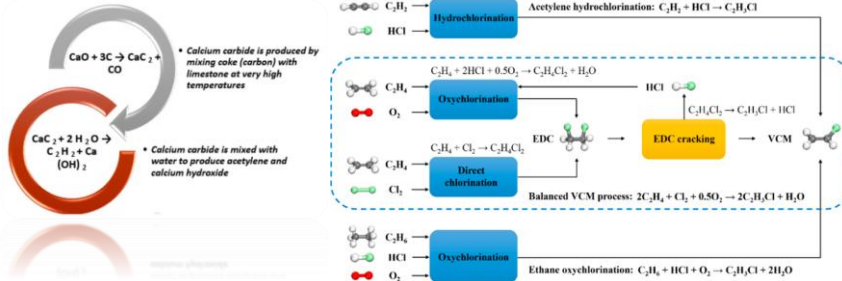 CaO + 3C → CaC₂ +
CO
• Calcium carbide is produced by
mixing coke (carbon) with
limestone at very high
temperatures
CaC₂ + 2 H₂O →
C₂H₂ + Ca
(OH)₂
• Calcium carbide is mixed with
water to produce acetylene and
calcium hydroxide
C₂H₂
HCl
Hydrochlorination
Acetylene hydrochlorination: C₂H₂ + HCl → C₂H₃Cl
C₂H₄ + 2HCl + 0.5O₂ → C₂H₄Cl₂ + H₂O
C₂H₄
O₂
Oxychlorination
HCl
C₂H₄Cl₂ → C₂H₃Cl + HCl
EDC
EDC cracking
VCM
C₂H₄ + Cl₂ → C₂H₄Cl₂
C₂H₄
Cl₂
Direct
chlorination
Balanced VCM process: 2C₂H₄ + Cl₂ + 0.5O₂ → 2C₂H₃Cl + H₂O
C₂H₆
HCl
O₂
Oxychlorination
Ethane oxychlorination: C₂H₆ + HCl + O₂ → C₂H₃Cl + 2H₂O